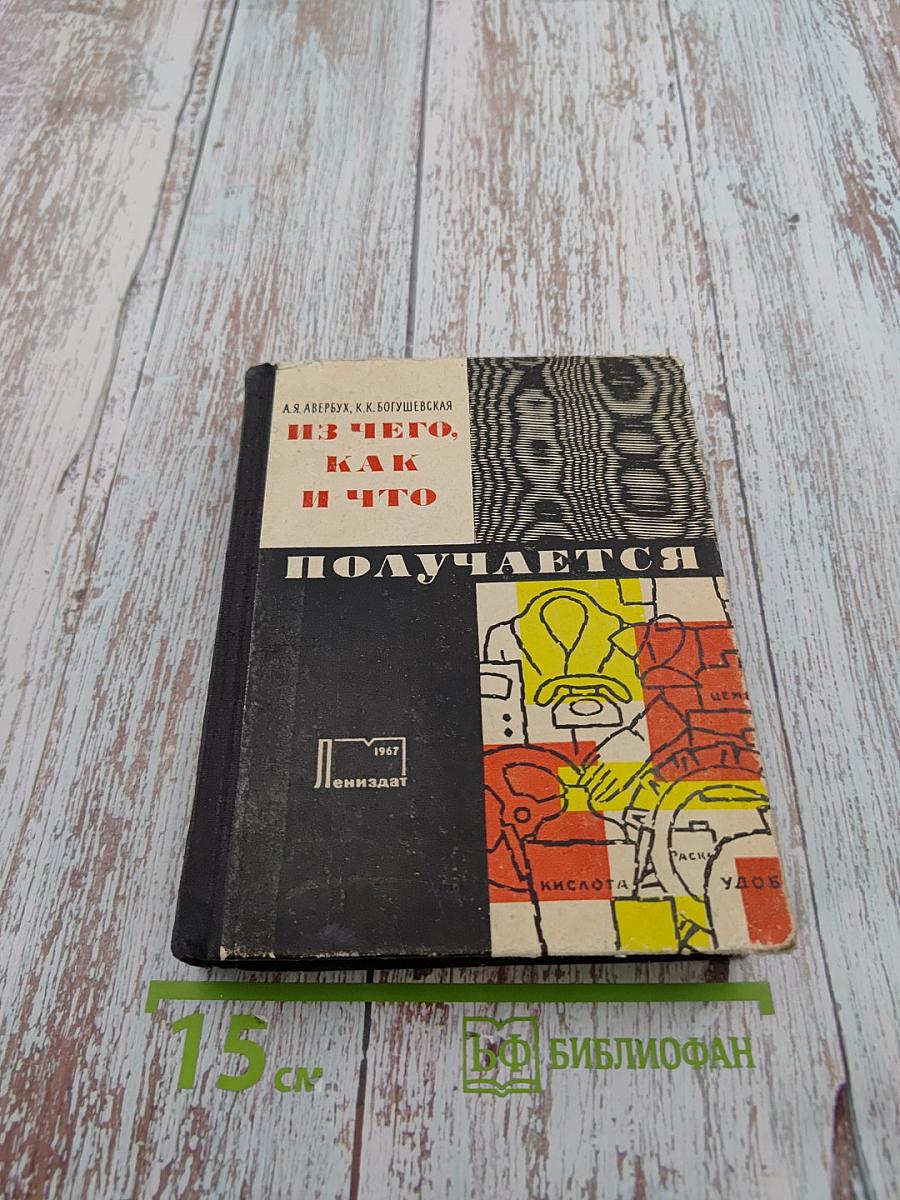 А.Я.АВЕРБУХ, К.К.БОГУШЕВСКАЯ
ИЗ ЧЕГО,
КАК
И ЧТО
ПОЛУЧАЕТСЯ
1967
Лениздат
ЦЕМ
РАСК
КИСЛОТА
УДОБ
15 см
БФ БИБЛИОФАН